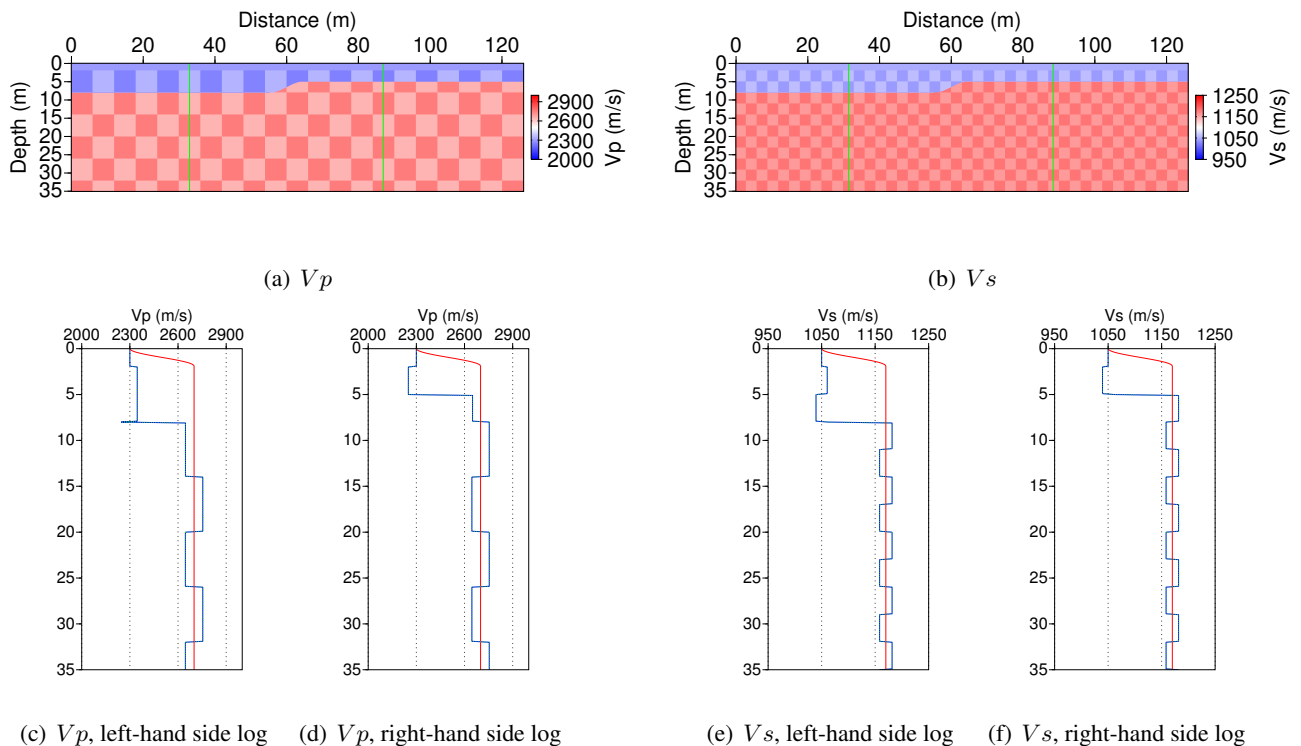 Distance (m)
0 20 40 60 80 100 120
Depth (m)
0
5
10
15
20
25
30
35
2900
2600
2300
2000
Vp (m/s)
(a) Vp
Distance (m)
0 20 40 60 80 100 120
Depth (m)
0
5
10
15
20
25
30
35
1250
1150
1050
950
Vs (m/s)
(b) Vs
Vp (m/s)
2000 2300 2600 2900
0
5
10
15
20
25
30
35
(c) Vp, left-hand side log
Vp (m/s)
2000 2300 2600 2900
0
5
10
15
20
25
30
35
(d) Vp, right-hand side log
Vs (m/s)
950 1050 1150 1250
0
5
10
15
20
25
30
35
(e) Vs, left-hand side log
Vs (m/s)
950 1050 1150 1250
0
5
10
15
20
25
30
35
(f) Vs, right-hand side log